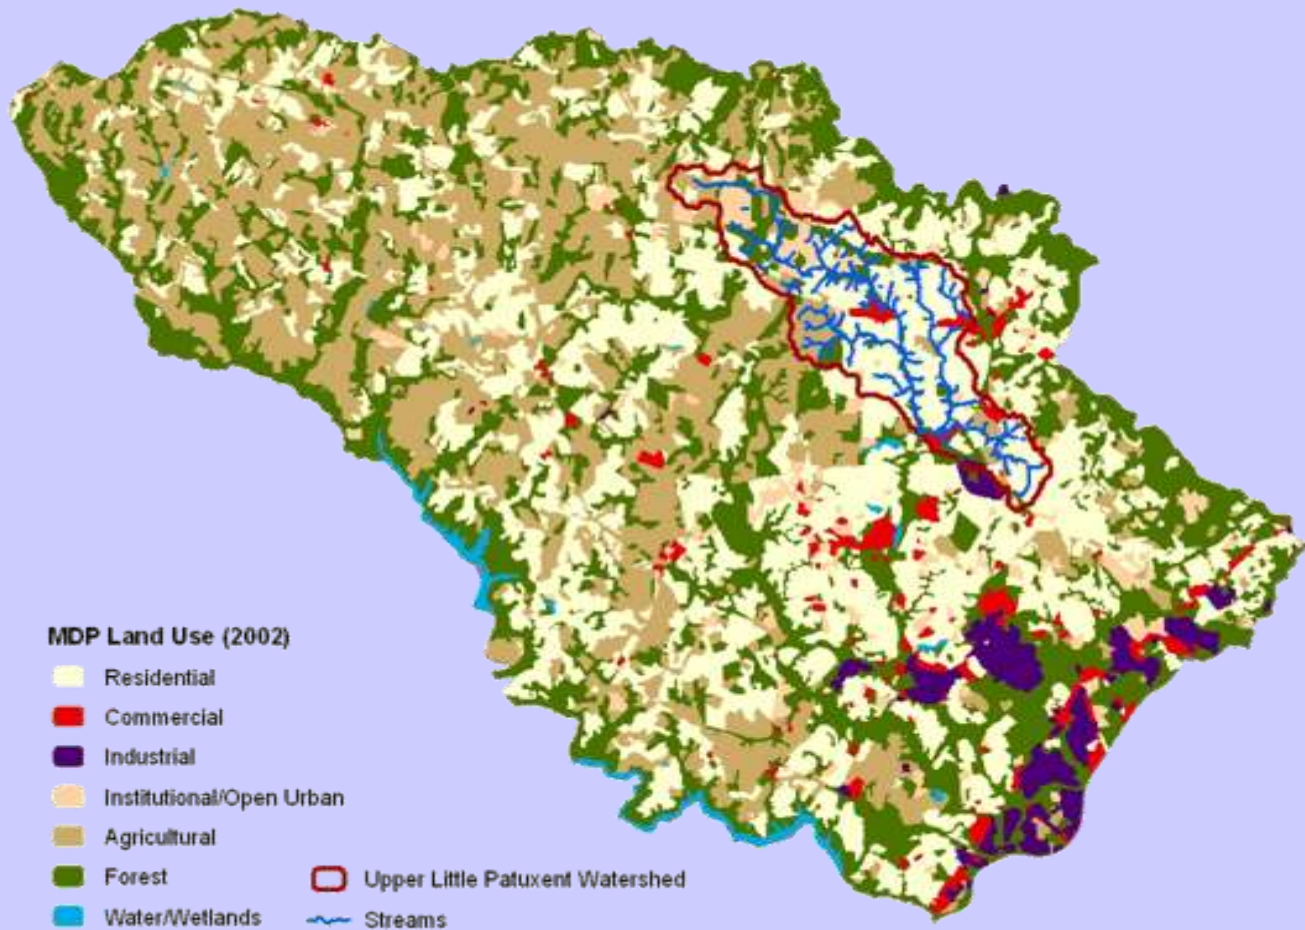 MDP Land Use (2002)
Residential
Commercial
Industrial
Institutional/Open Urban
Agricultural
Forest
Water/Wetlands
Upper Little Patuxent Watershed
Streams